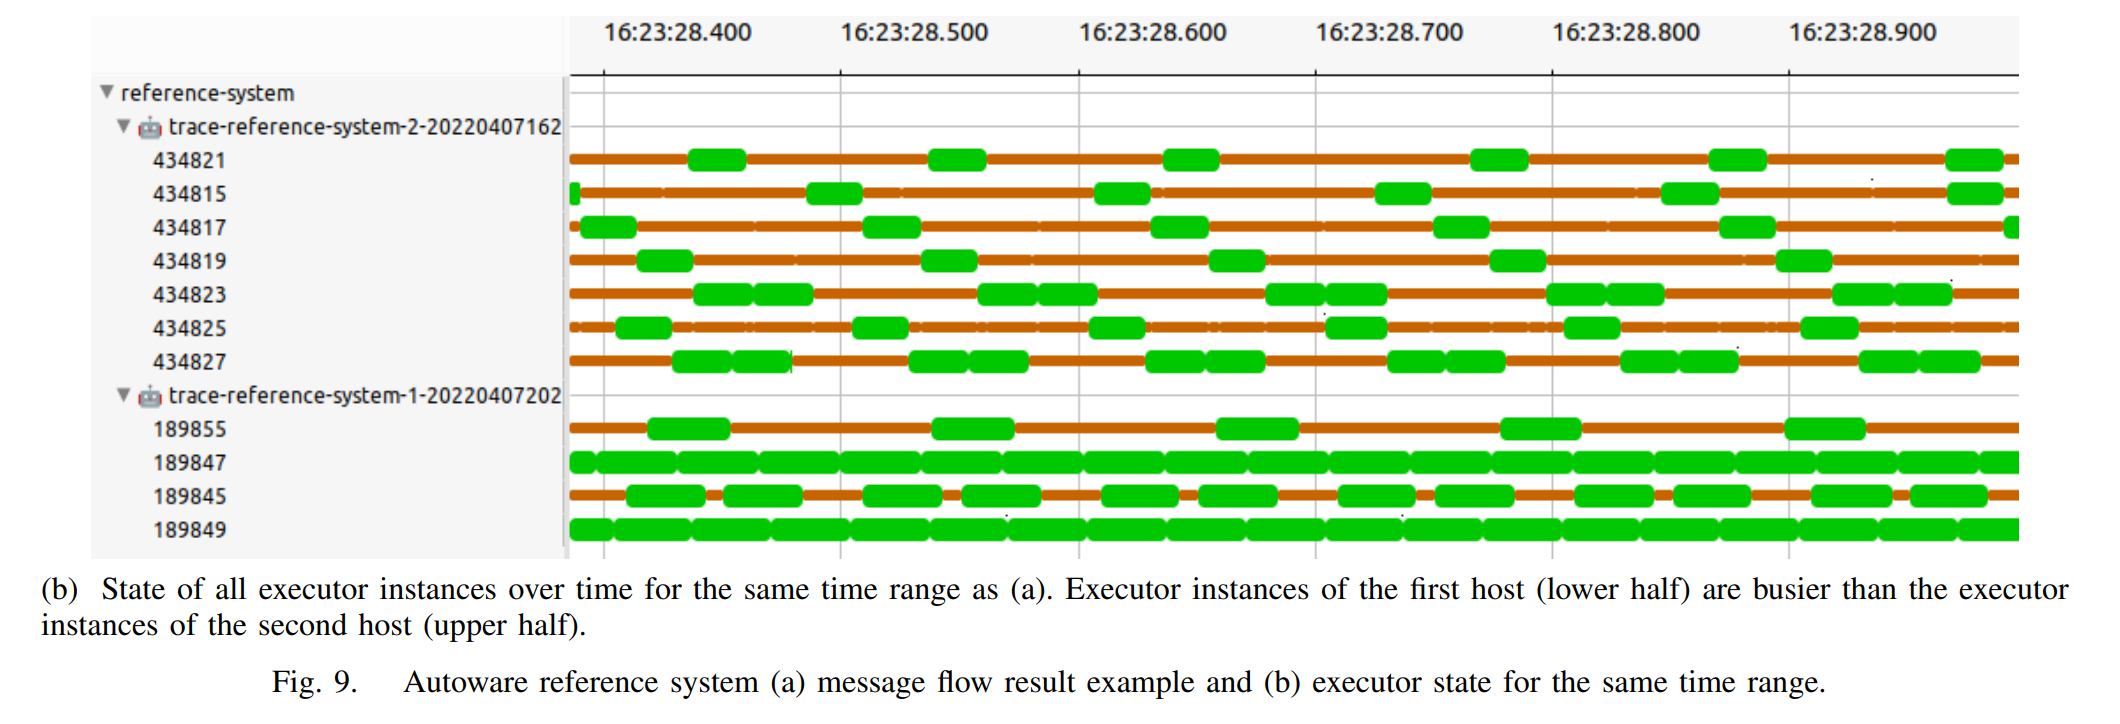 16:23:28.400 16:23:28.500 16:23:28.600 16:23:28.700 16:23:28.800 16:23:28.900
reference-system
trace-reference-system-2-20220407162
434821
434815
434817
434819
434823
434825
434827
trace-reference-system-1-20220407202
189855
189847
189845
189849
(b) State of all executor instances over time for the same time range as (a). Executor instances of the first host (lower half) are busier than the executor
instances of the second host (upper half).
Fig. 9. Autoware reference system (a) message flow result example and (b) executor state for the same time range.